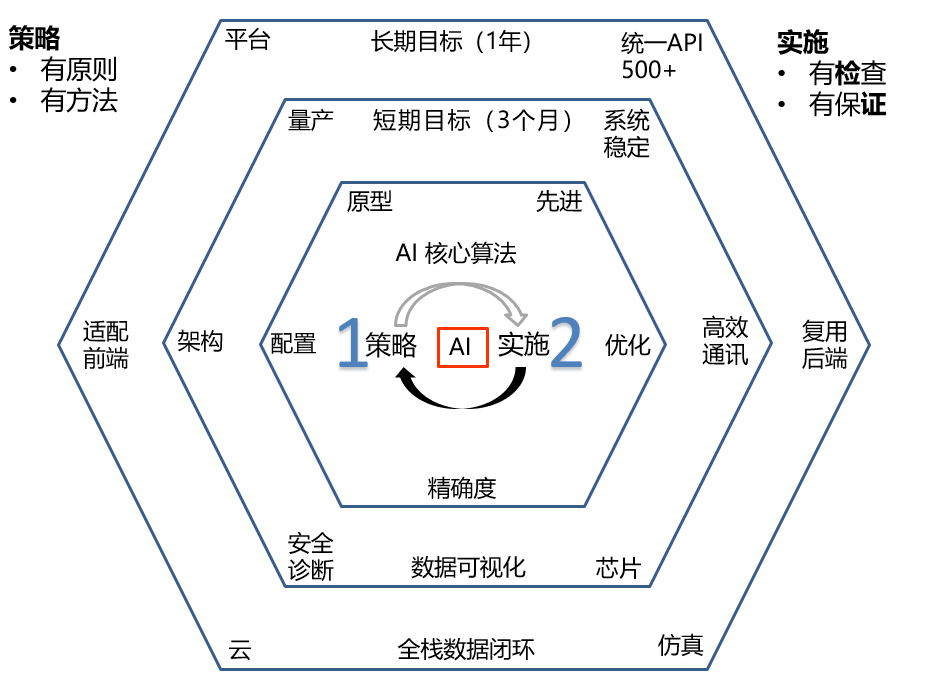 策略
• 有原则
• 有方法
实施
• 有检查
• 有保证
平台
长期目标（1年）
统一API
500+
量产
短期目标（3个月）
系统
稳定
原型
先进
AI 核心算法
适配
前端
架构
配置
1
策略
AI
实施
2
优化
高效
通讯
复用
后端
精确度
安全
诊断
数据可视化
芯片
云
全栈数据闭环
仿真